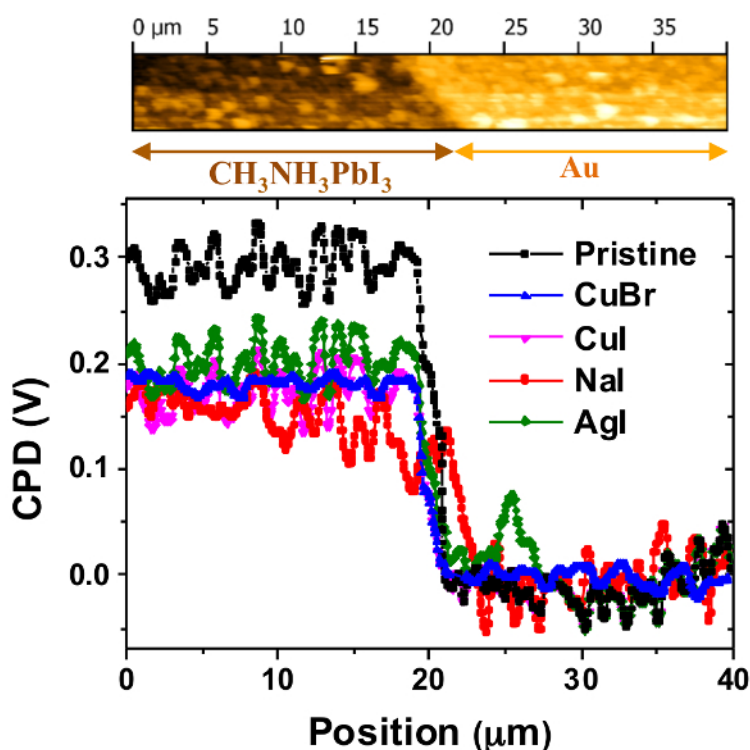 0 µm 5 10 15 20 25 30 35
CH₃NH₃PbI₃
Au
0.3
0.2
0.1
0.0
CPD (V)
Pristine
CuBr
CuI
NaI
AgI
0 10 20 30 40
Position (µm)